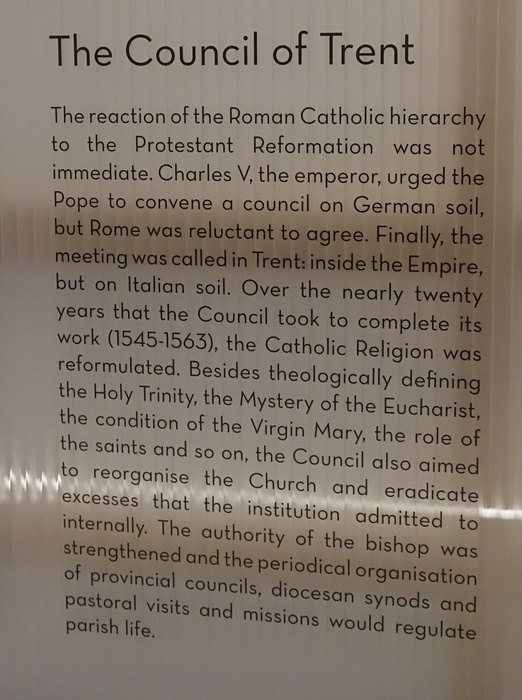 The Council of Trent
The reaction of the Roman Catholic hierarchy
to the Protestant Reformation was not
immediate. Charles V, the emperor, urged the
Pope to convene a council on German soil,
but Rome was reluctant to agree. Finally, the
meeting was called in Trent: inside the Empire,
but on Italian soil. Over the nearly twenty
years that the Council took to complete its
work (1545-1563), the Catholic Religion was
reformulated. Besides theologically defining
the Holy Trinity, the Mystery of the Eucharist,
the condition of the Virgin Mary, the role of
the saints and so on, the Council also aimed
to reorganise the Church and eradicate
excesses that the institution admitted to
internally. The authority of the bishop was
strengthened and the periodical organisation
of provincial councils, diocesan synods and
pastoral visits and missions would regulate
parish life.